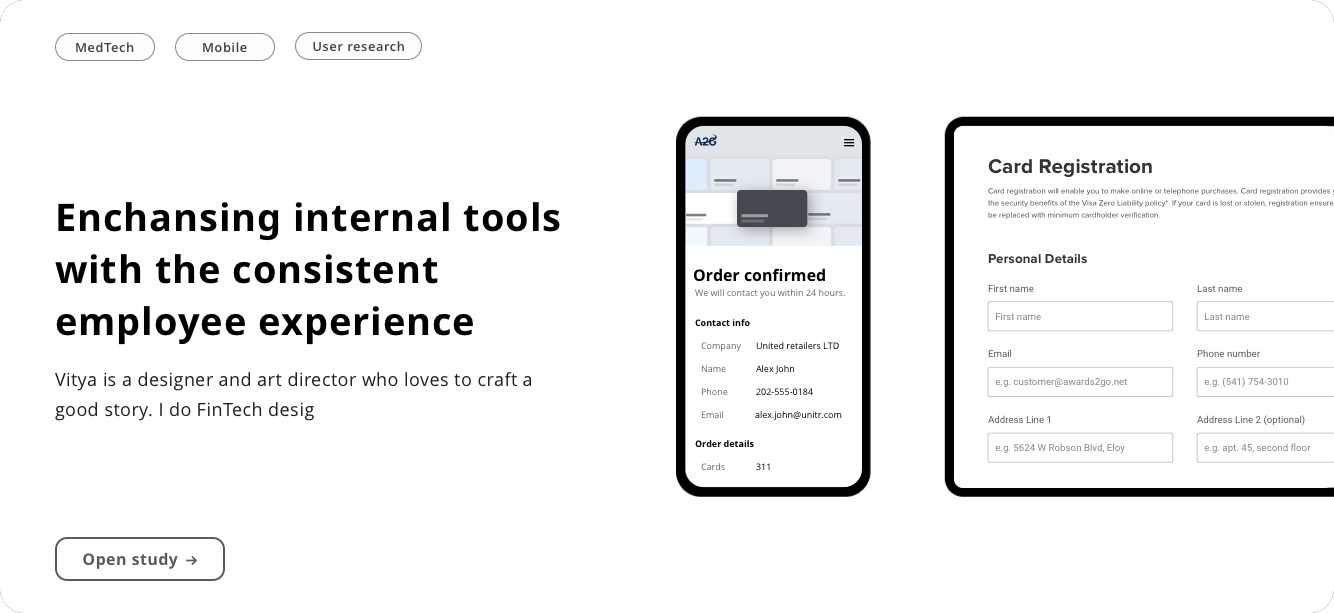 MedTech
Mobile
User research
Enchansing internal tools
with the consistent
employee experience
Vitya is a designer and art director who loves to craft a
good story. I do FinTech desig
Open study →
A2G
Order confirmed
We will contact you within 24 hours.
Contact info
Company United retailers LTD
Name Alex John
Phone 202-555-0184
Email alex.john@unitr.com
Order details
Cards 311
Card Registration
Card registration will enable you to make online or telephone purchases. Card registration provides
the security benefits of the Visa Zero Liability policy*. If your card is lost or stolen, registration ensure
be replaced with minimum cardholder verification.
Personal Details
First name Last name
First name Last name
Email Phone number
e.g. customer@awards2go.net e.g. (541) 754-3010
Address Line 1 Address Line 2 (optional)
e.g. 5624 W Robson Blvd, Eloy e.g. apt. 45, second floor